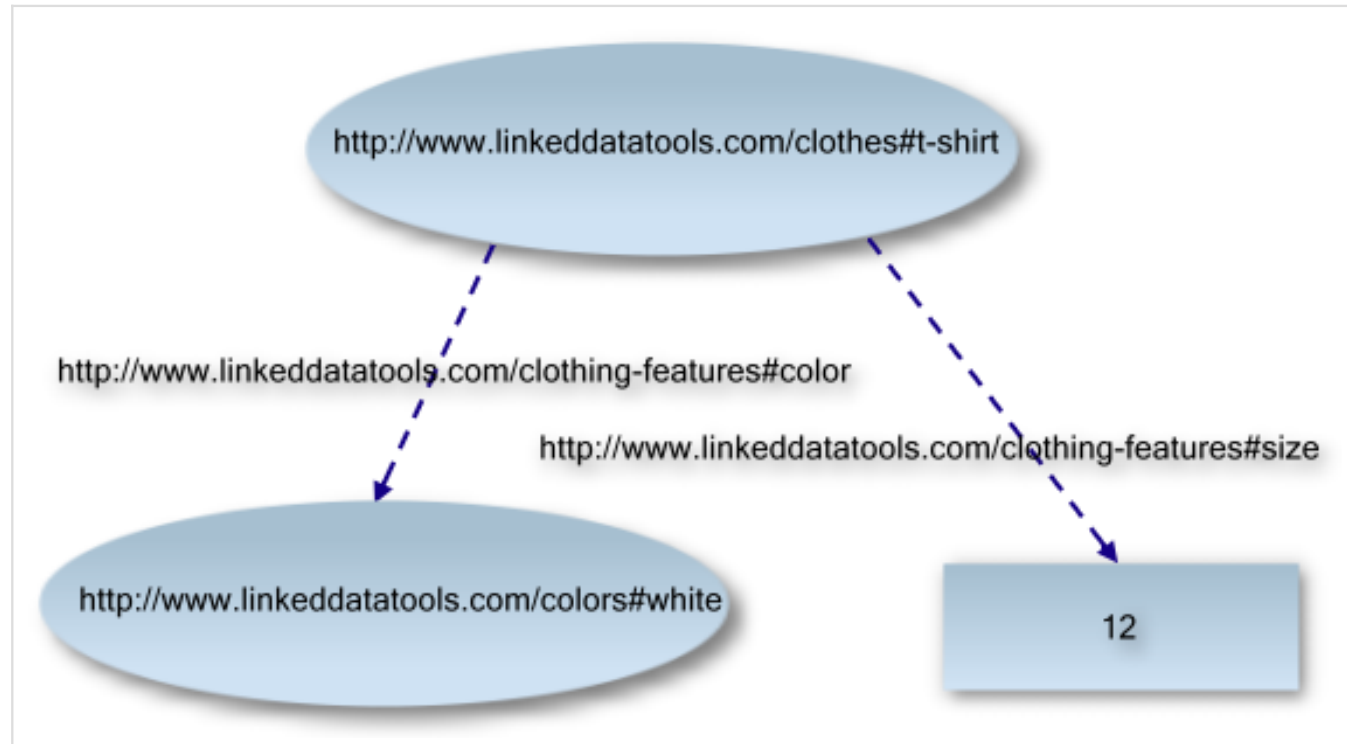 http://www.linkeddatatools.com/clothes#t-shirt
http://www.linkeddatatools.com/clothing-features#color
http://www.linkeddatatools.com/clothing-features#size
http://www.linkeddatatools.com/colors#white
12